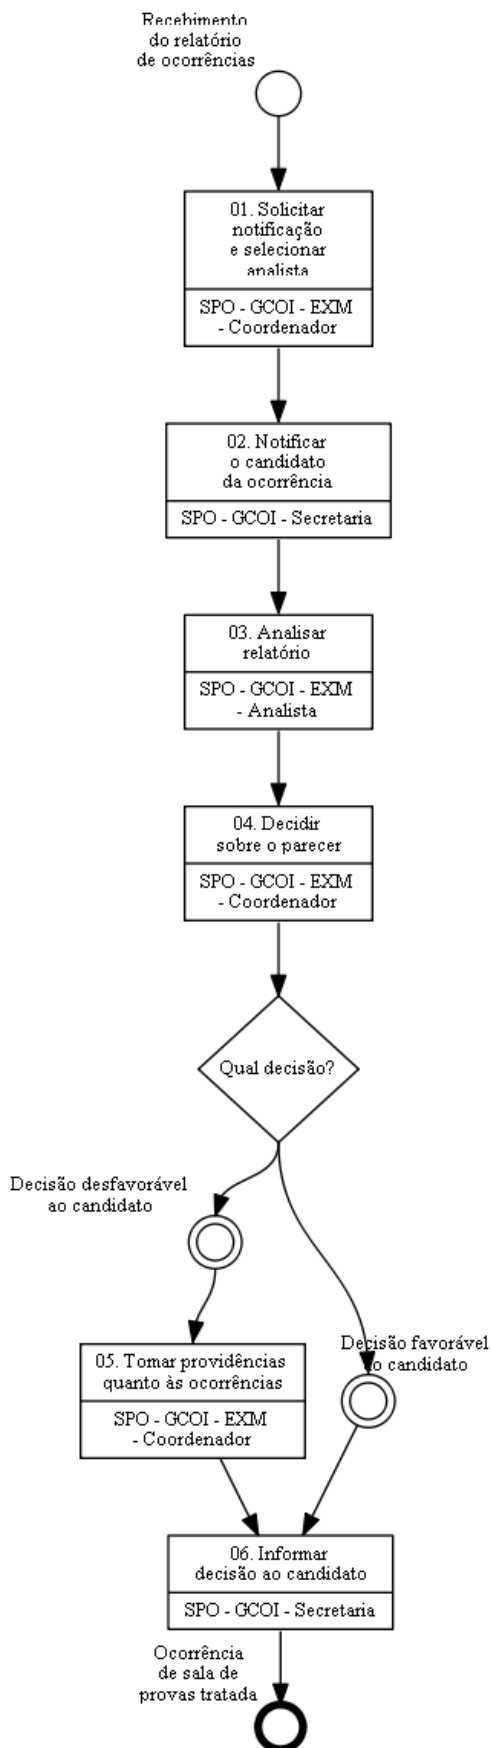 Recebimento
do relatório
de ocorrências
01. Solicitar
notificação
e selecionar
analista
SPO - GCOI - EXM
- Coordenador
02. Notificar
o candidato
da ocorrência
SPO - GCOI - Secretaria
03. Analisar
relatório
SPO - GCOI - EXM
- Analista
04. Decidir
sobre o parecer
SPO - GCOI - EXM
- Coordenador
Qual decisão?
Decisão desfavorável
ao candidato
Decisão favorável
ao candidato
05. Tomar providências
quanto às ocorrências
SPO - GCOI - EXM
- Coordenador
06. Informar
decisão ao candidato
SPO - GCOI - Secretaria
Ocorrência
de sala de
provas tratada